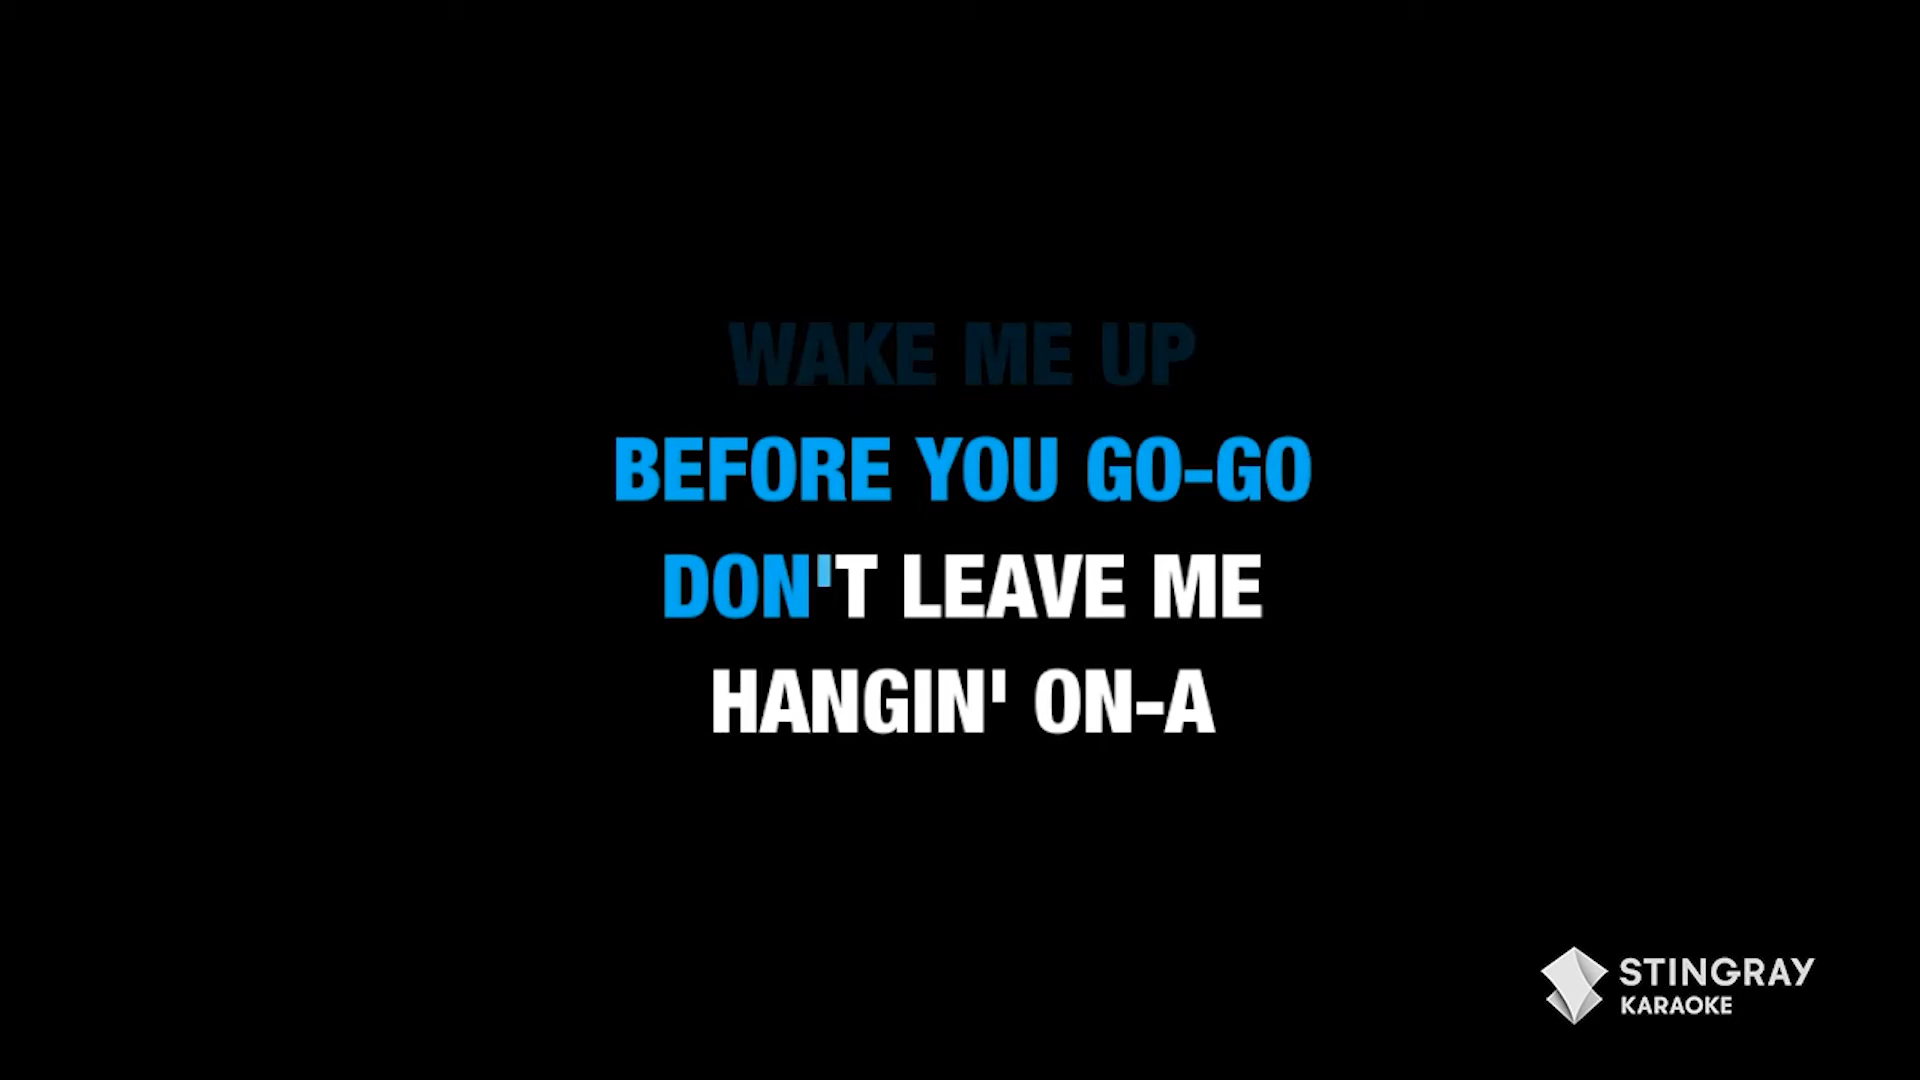 WAKE ME UP
BEFORE YOU GO-GO
DON'T LEAVE ME
HANGIN' ON-A
STINGRAY
KARAOKE